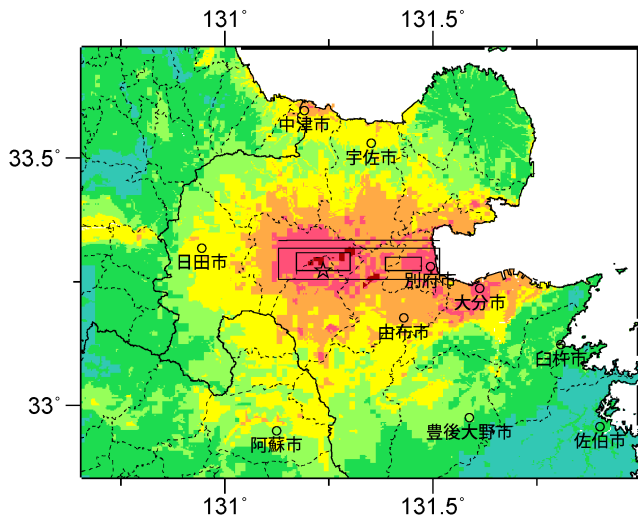 131° 131.5°
中津市
宇佐市
33.5°
日田市
別府市
大分市
由布市
臼杵市
33°
豊後大野市
佐伯市
阿蘇市
131° 131.5°